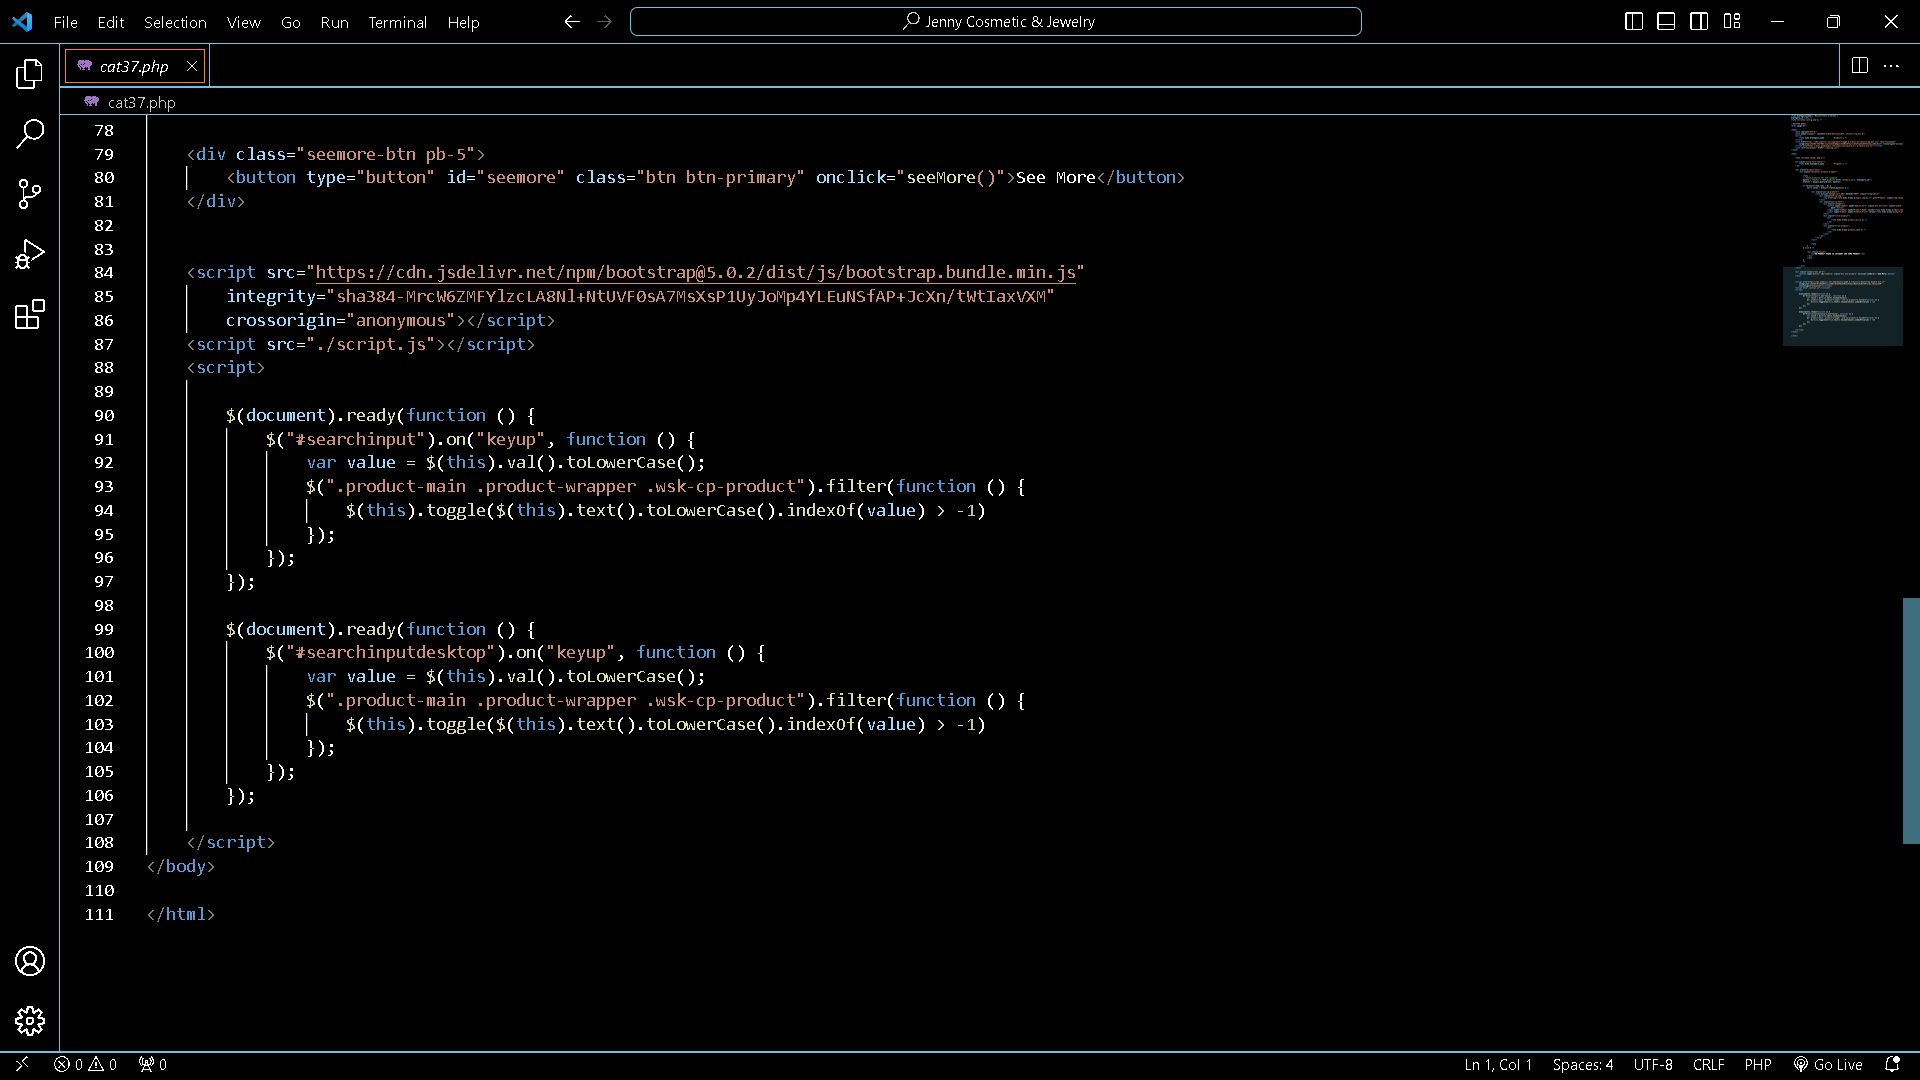 File Edit Selection View Go Run Terminal Help
Jenny Cosmetic & Jewelry
cat37.php
cat37.php
78
79 <div class="seemore-btn pb-5">
80 <button type="button" id="seemore" class="btn btn-primary" onclick="seeMore()">See More</button>
81 </div>
82
83
84 <script src="https://cdn.jsdelivr.net/npm/bootstrap@5.0.2/dist/js/bootstrap.bundle.min.js"
85 integrity="sha384-MrcW6ZMFYlzcLA8Nl+NtUVF0sA7MsXsP1UyJoMp4YLEuNSfAP+JcXn/tWtIaxVXM"
86 crossorigin="anonymous"></script>
87 <script src="./script.js"></script>
88 <script>
89
90 $(document).ready(function () {
91 $("#searchinput").on("keyup", function () {
92 var value = $(this).val().toLowerCase();
93 $(".product-main .product-wrapper .wsk-cp-product").filter(function () {
94 $(this).toggle($(this).text().toLowerCase().indexOf(value) > -1)
95 });
96 });
97 });
98
99 $(document).ready(function () {
100 $("#searchinputdesktop").on("keyup", function () {
101 var value = $(this).val().toLowerCase();
102 $(".product-main .product-wrapper .wsk-cp-product").filter(function () {
103 $(this).toggle($(this).text().toLowerCase().indexOf(value) > -1)
104 });
105 });
106 });
107
108 </script>
109 </body>
110
111 </html>
0 0 0 Ln 1, Col 1 Spaces: 4 UTF-8 CRLF PHP Go Live